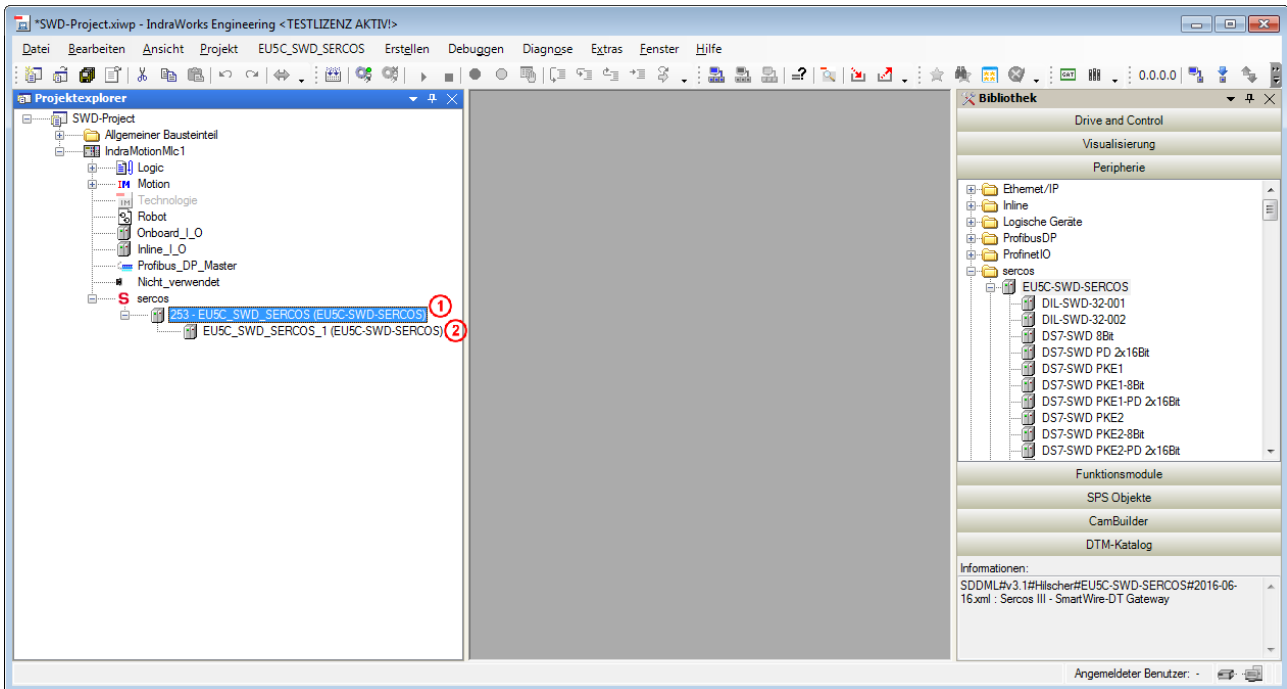 *SWD-Project.xiwp - IndraWorks Engineering <TESTLIZENZ AKTIV!>
Datei Bearbeiten Ansicht Projekt EU5C_SWD_SERCOS Erstellen Debuggen Diagnose Extras Fenster Hilfe
0.0.0.0
Projektexplorer
SWD-Project
Allgemeiner Bausteinteil
IndraMotionMlc1
Logic
IM Motion
Technologie
Robot
Onboard_I_O
Inline_I_O
Profibus_DP_Master
Nicht_verwendet
S sercos
253 - EU5C_SWD_SERCOS (EU5C-SWD-SERCOS) 1
EU5C_SWD_SERCOS_1 (EU5C-SWD-SERCOS) 2
Bibliothek
Drive and Control
Visualisierung
Peripherie
Ethernet/IP
Inline
Logische Geräte
ProfibusDP
ProfinetIO
sercos
EU5C-SWD-SERCOS
DIL-SWD-32-001
DIL-SWD-32-002
DS7-SWD 8Bit
DS7-SWD PD 2x16Bit
DS7-SWD PKE1
DS7-SWD PKE1-8Bit
DS7-SWD PKE1-PD 2x16Bit
DS7-SWD PKE2
DS7-SWD PKE2-8Bit
DS7-SWD PKE2-PD 2x16Bit
Funktionsmodule
SPS Objekte
CamBuilder
DTM-Katalog
Informationen:
SDDML#v3.1#Hilscher#EU5C-SWD-SERCOS#2016-06-
16.xml : Sercos III - SmartWire-DT Gateway
Angemeldeter Benutzer: -